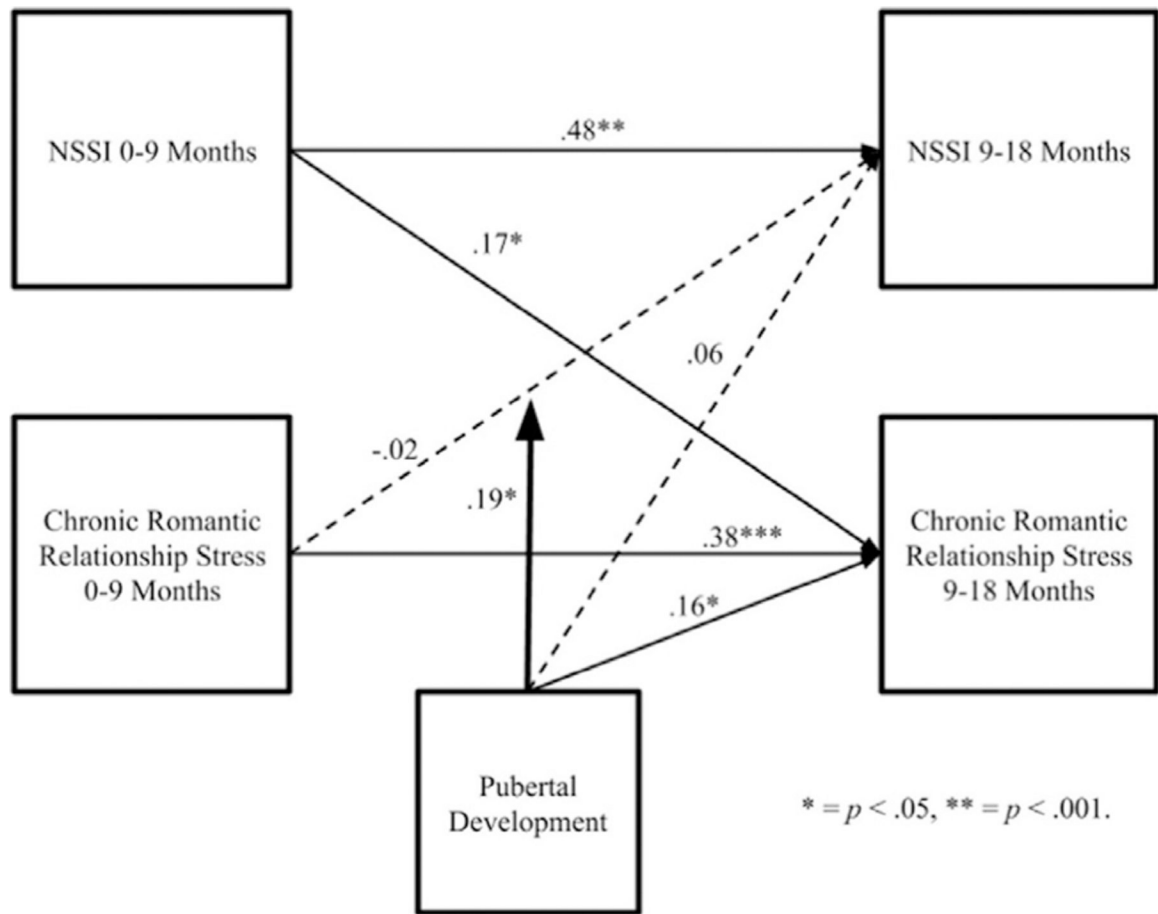 .48**
NSSI 0-9 Months
NSSI 9-18 Months
.17*
.06
-.02
.19*
Chronic Romantic
Relationship Stress
0-9 Months
.38***
Chronic Romantic
Relationship Stress
9-18 Months
.16*
Pubertal
Development
* = p < .05, ** = p < .001.